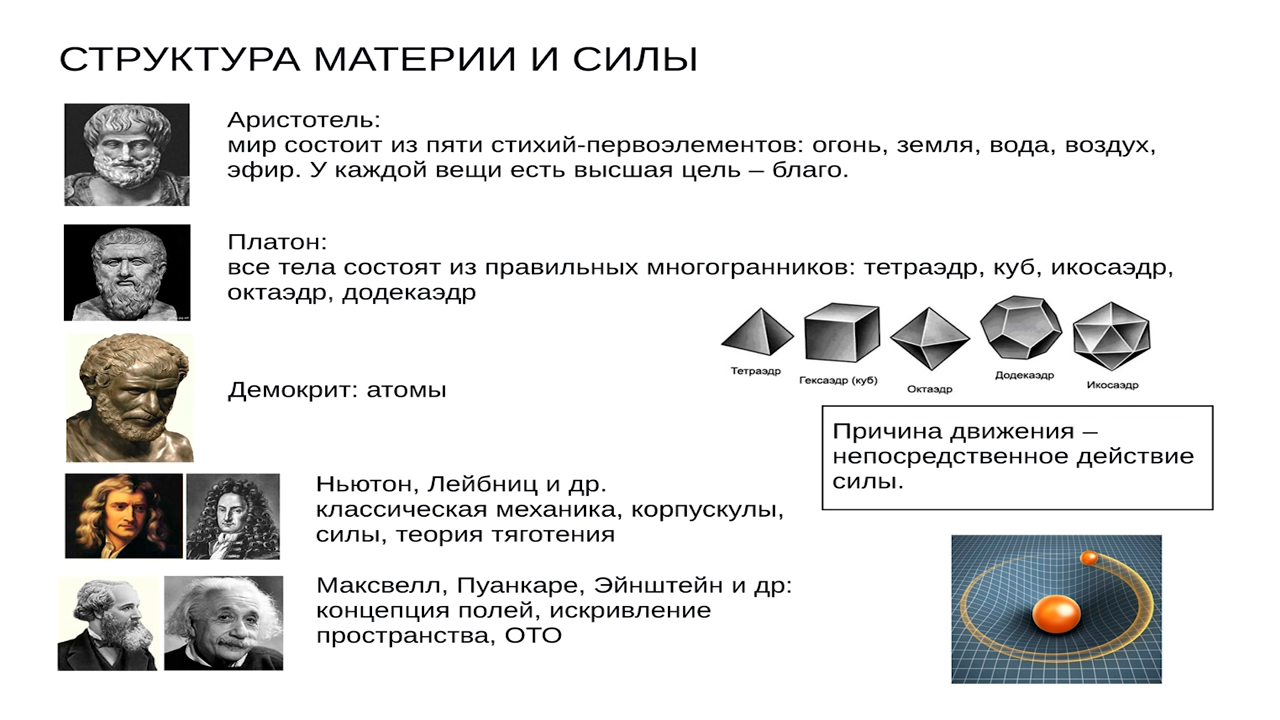 СТРУКТУРА МАТЕРИИ И СИЛЫ
Аристотель:
мир состоит из пяти стихий-первоэлементов: огонь, земля, вода, воздух,
эфир. У каждой вещи есть высшая цель – благо.
Платон:
все тела состоят из правильных многогранников: тетраэдр, куб, икосаэдр,
октаэдр, додекаэдр
Тетраэдр
Гексаэдр (куб)
Октаэдр
Додекаэдр
Икосаэдр
Демокрит: атомы
Причина движения –
непосредственное действие
силы.
Ньютон, Лейбниц и др.
классическая механика, корпускулы,
силы, теория тяготения
Максвелл, Пуанкаре, Эйнштейн и др:
концепция полей, искривление
пространства, ОТО